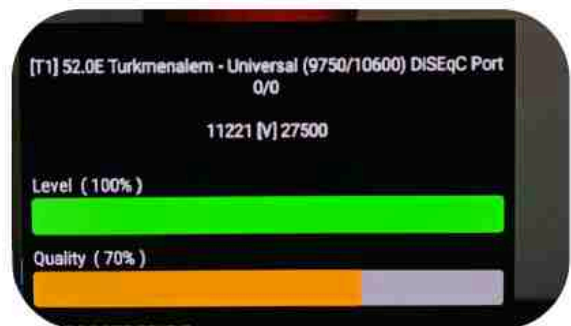 [T1] 52.0E Turkmenalem - Universal (9750/10600) DiSEqC Port
0/0
11221 [V] 27500
Level ( 100% )
Quality ( 70% )